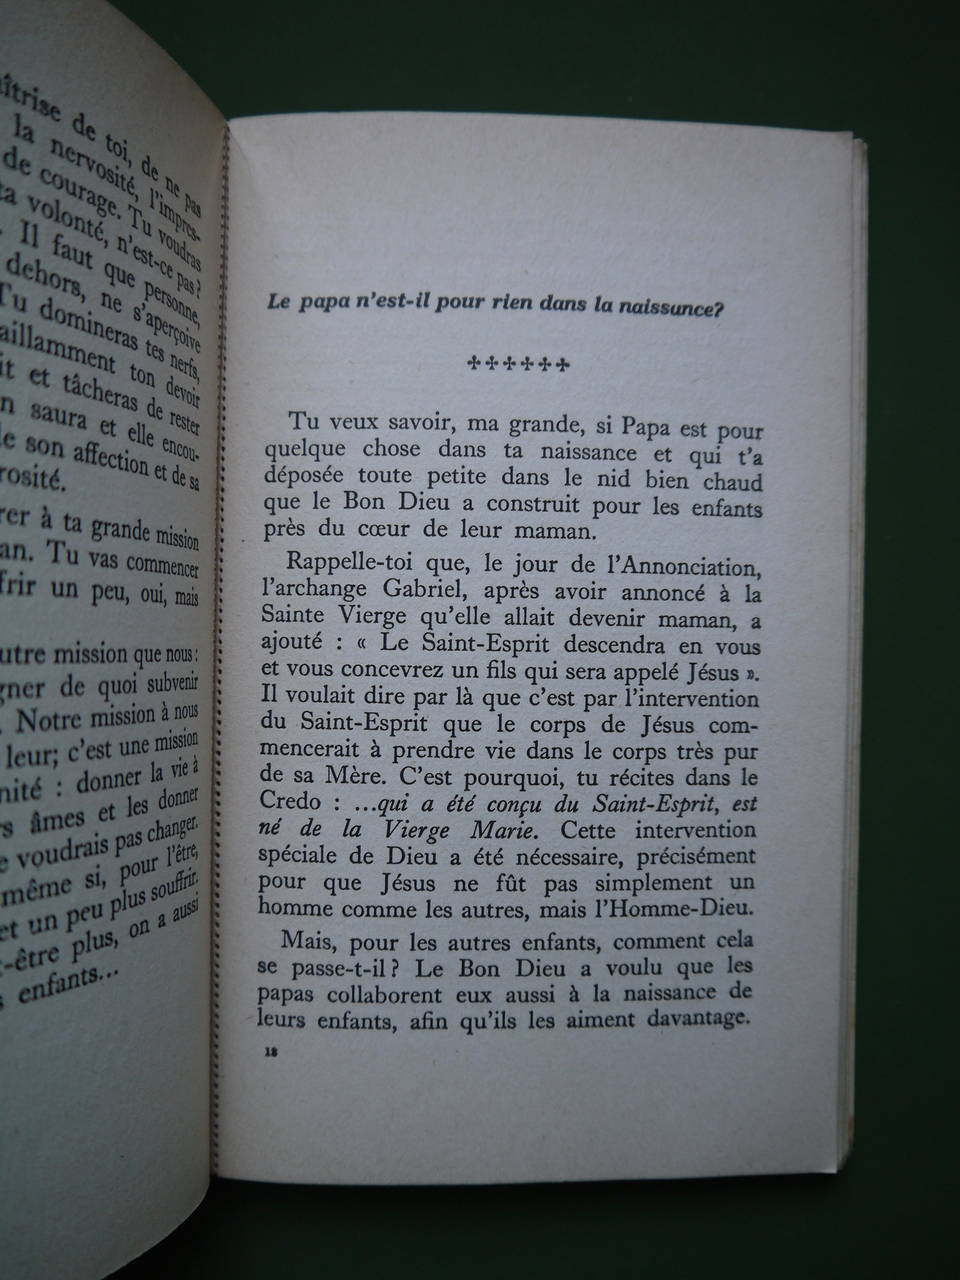 aîtrise de toi, de ne pas
la nervosité, l'impres-
de courage. Tu voudras
ta volonté, n'est-ce pas?
. Il faut que personne,
dehors, ne s'aperçoive
Tu domineras tes nerfs,
aillamment ton devoir
it et tâcheras de rester
n saura et elle encou-
de son affection et de sa
rosité.
rer à ta grande mission
an. Tu vas commencer
frir un peu, oui, mais
utre mission que nous:
gner de quoi subvenir
. Notre mission à nous
leur; c'est une mission
nité : donner la vie à
s âmes et les donner
e voudrais pas changer.
même si, pour l'être,
et un peu plus souffrir.
-être plus, on a aussi
s enfants...
Le papa n'est-il pour rien dans la naissance?
Tu veux savoir, ma grande, si Papa est pour
quelque chose dans ta naissance et qui t'a
déposée toute petite dans le nid bien chaud
que le Bon Dieu a construit pour les enfants
près du cœur de leur maman.
Rappelle-toi que, le jour de l'Annonciation,
l'archange Gabriel, après avoir annoncé à la
Sainte Vierge qu'elle allait devenir maman, a
ajouté : « Le Saint-Esprit descendra en vous
et vous concevrez un fils qui sera appelé Jésus ».
Il voulait dire par là que c'est par l'intervention
du Saint-Esprit que le corps de Jésus com-
mencerait à prendre vie dans le corps très pur
de sa Mère. C'est pourquoi, tu récites dans le
Credo : ...qui a été conçu du Saint-Esprit, est
né de la Vierge Marie. Cette intervention
spéciale de Dieu a été nécessaire, précisément
pour que Jésus ne fût pas simplement un
homme comme les autres, mais l'Homme-Dieu.
Mais, pour les autres enfants, comment cela
se passe-t-il? Le Bon Dieu a voulu que les
papas collaborent eux aussi à la naissance de
leurs enfants, afin qu'ils les aiment davantage.
18